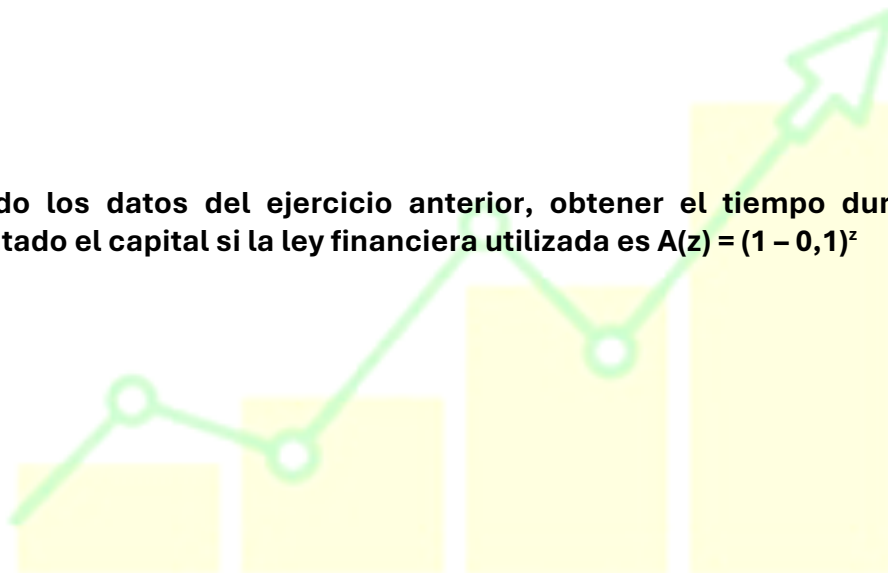 do los datos del ejercicio anterior, obtener el tiempo dur
tado el capital si la ley financiera utilizada es A(z) = (1 – 0,1)ᶻ